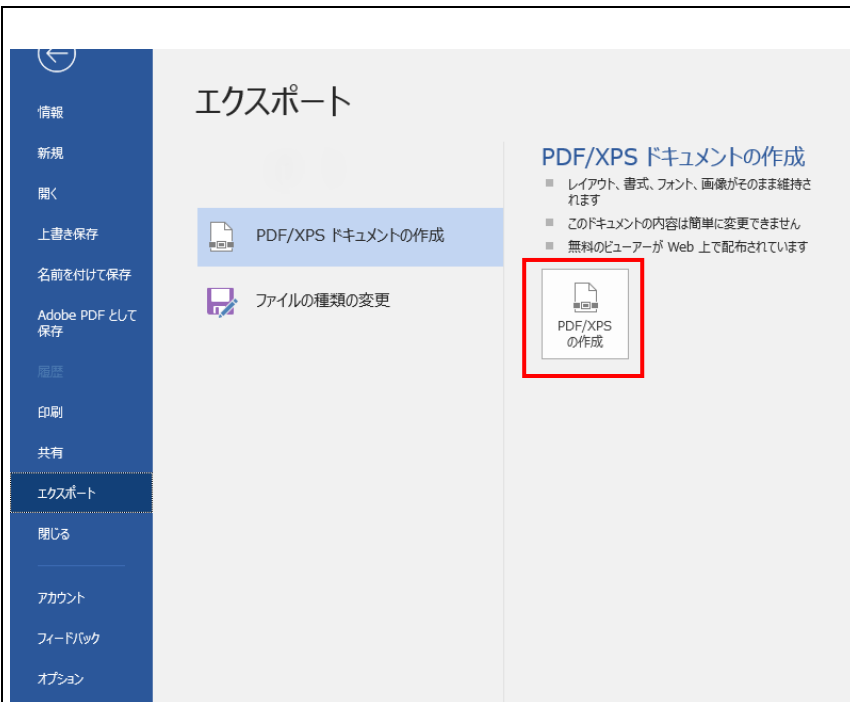 情報
新規
開く
上書き保存
名前を付けて保存
Adobe PDF として
保存
履歴
印刷
共有
エクスポート
閉じる
アカウント
フィードバック
オプション
エクスポート
PDF/XPS ドキュメントの作成
ファイルの種類の変更
PDF/XPS ドキュメントの作成
レイアウト、書式、フォント、画像がそのまま維持さ
れます
このドキュメントの内容は簡単に変更できません
無料のビューアーが Web 上で配布されています
PDF/XPS
の作成